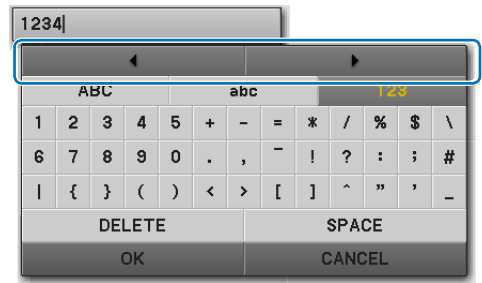 1234
◀ ▶
ABC abc 123
1 2 3 4 5 + - = * / % $ \
6 7 8 9 0 . , ‾ ! ? : ; #
| { } ( ) < > [ ] ^ " ' _
DELETE SPACE
OK CANCEL